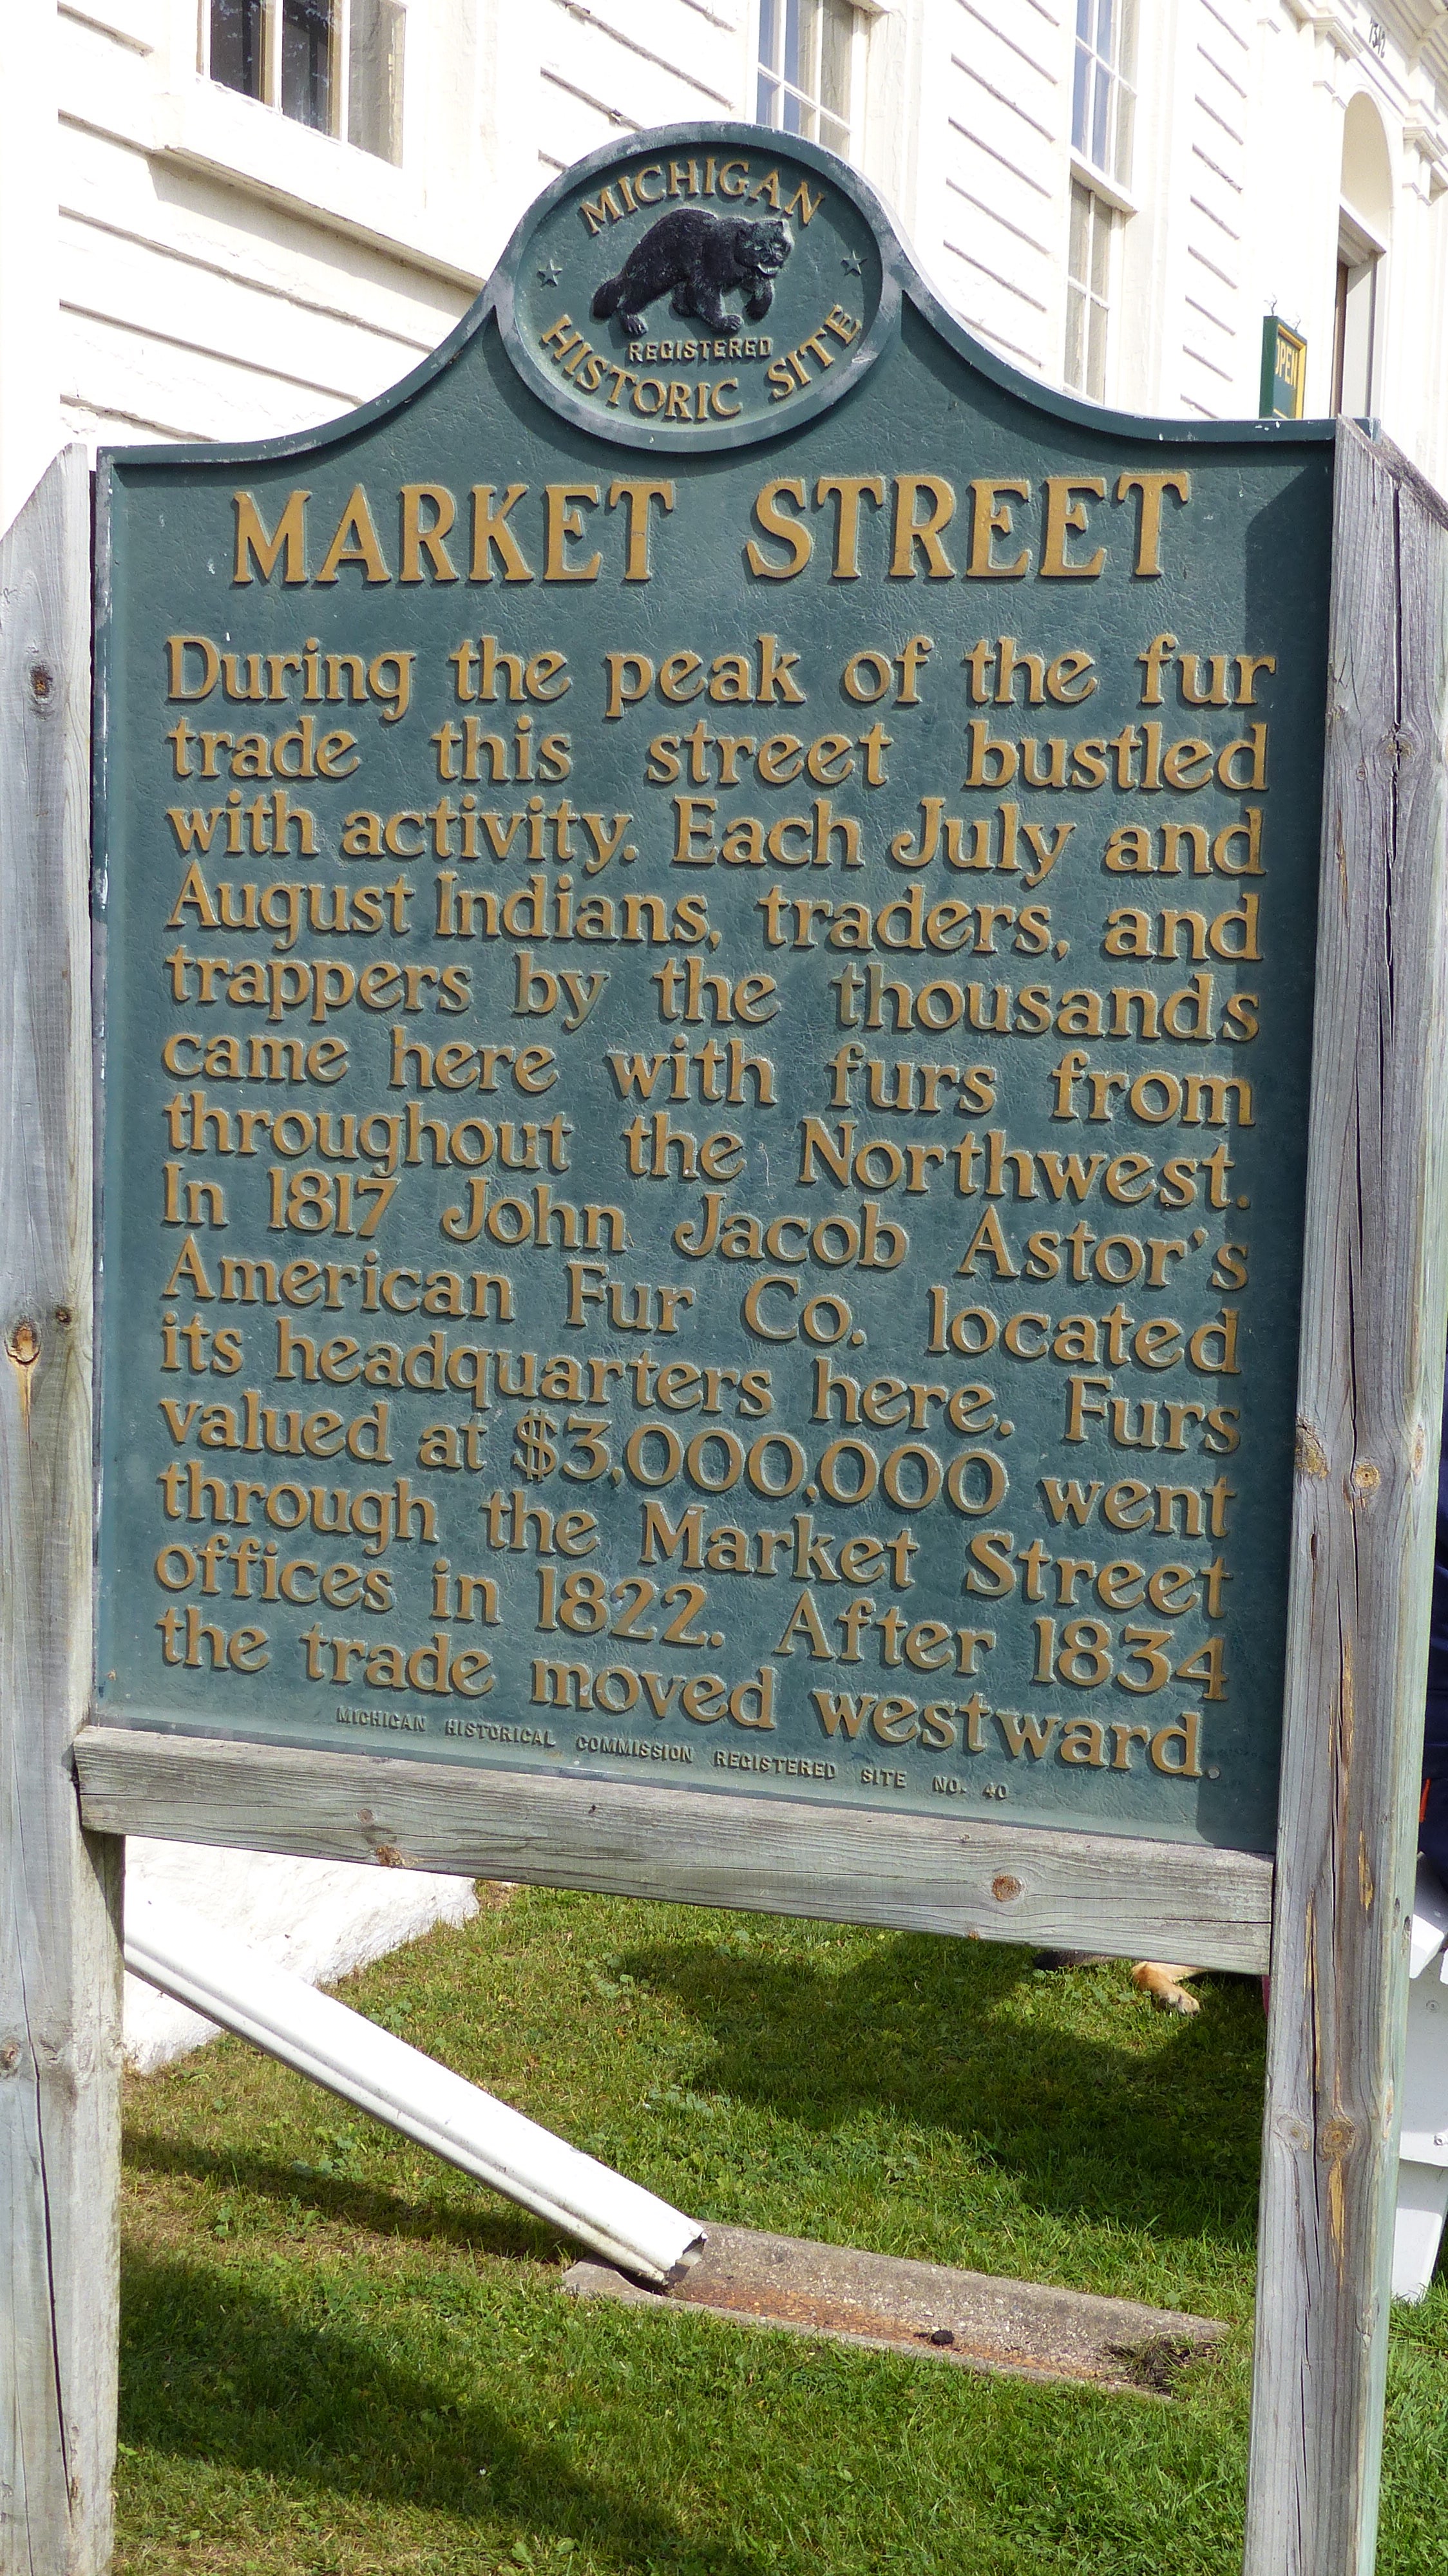 MICHIGAN
REGISTERED
HISTORIC SITE
MARKET STREET
During the peak of the fur
trade this street bustled
with activity. Each July and
August Indians, traders, and
trappers by the thousands
came here with furs from
throughout the Northwest.
In 1817 John Jacob Astor's
American Fur Co. located
its headquarters here. Furs
valued at $3,000,000 went
through the Market Street
offices in 1822. After 1834
the trade moved westward.
MICHIGAN HISTORICAL COMMISSION REGISTERED SITE NO. 40
OPEN